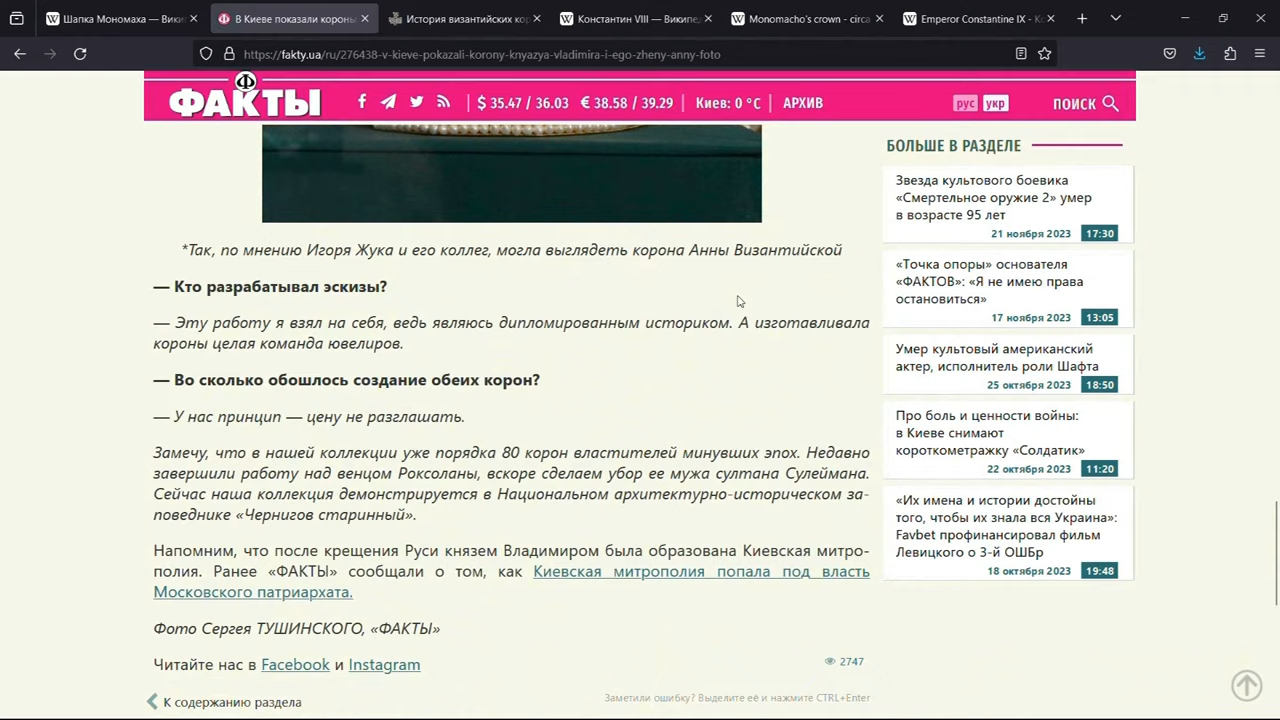 Шапка Мономаха — Вики
В Киеве показали короны
История византийских кор
Константин VIII — Википед
Monomacho's crown - circa
Emperor Constantine IX - Ко
https://fakty.ua/ru/276438-v-kieve-pokazali-korony-knyazya-vladimira-i-ego-zheny-anny-foto
ФАКТЫ
$ 35.47 / 36.03 € 38.58 / 39.29 Киев: 0 °C АРХИВ
рус укр
ПОИСК
*Так, по мнению Игоря Жука и его коллег, могла выглядеть корона Анны Византийской
— Кто разрабатывал эскизы?
— Эту работу я взял на себя, ведь являюсь дипломированным историком. А изготавливала
короны целая команда ювелиров.
— Во сколько обошлось создание обеих корон?
— У нас принцип — цену не разглашать.
Замечу, что в нашей коллекции уже порядка 80 корон властителей минувших эпох. Недавно
завершили работу над венцом Роксоланы, вскоре сделаем убор ее мужа султана Сулеймана.
Сейчас наша коллекция демонстрируется в Национальном архитектурно-историческом за-
поведнике «Чернигов старинный».
Напомним, что после крещения Руси князем Владимиром была образована Киевская митро-
полия. Ранее «ФАКТЫ» сообщали о том, как Киевская митрополия попала под власть
Московского патриархата.
Фото Сергея ТУШИНСКОГО, «ФАКТЫ»
Читайте нас в Facebook и Instagram
2747
К содержанию раздела
Заметили ошибку? Выделите её и нажмите CTRL+Enter
БОЛЬШЕ В РАЗДЕЛЕ
Звезда культового боевика
«Смертельное оружие 2» умер
в возрасте 95 лет
21 ноября 2023 17:30
«Точка опоры» основателя
«ФАКТОВ»: «Я не имею права
остановиться»
17 ноября 2023 13:05
Умер культовый американский
актер, исполнитель роли Шафта
25 октября 2023 18:50
Про боль и ценности войны:
в Киеве снимают
короткометражку «Солдатик»
22 октября 2023 11:20
«Их имена и истории достойны
того, чтобы их знала вся Украина»:
Favbet профинансировал фильм
Левицкого о 3-й ОШБр
18 октября 2023 19:48